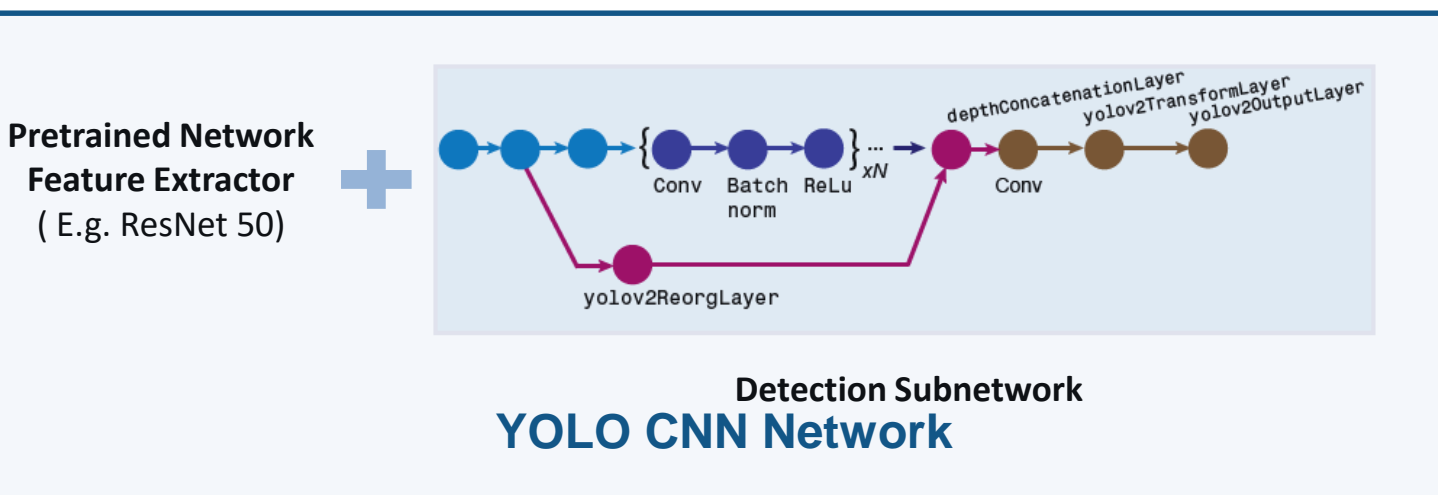 Pretrained Network
Feature Extractor
( E.g. ResNet 50)
depthConcatenationLayer
yolov2TransformLayer
yolov2OutputLayer
{ } ...
xN
Conv
Batch
norm
ReLu
Conv
yolov2ReorgLayer
Detection Subnetwork
YOLO CNN Network